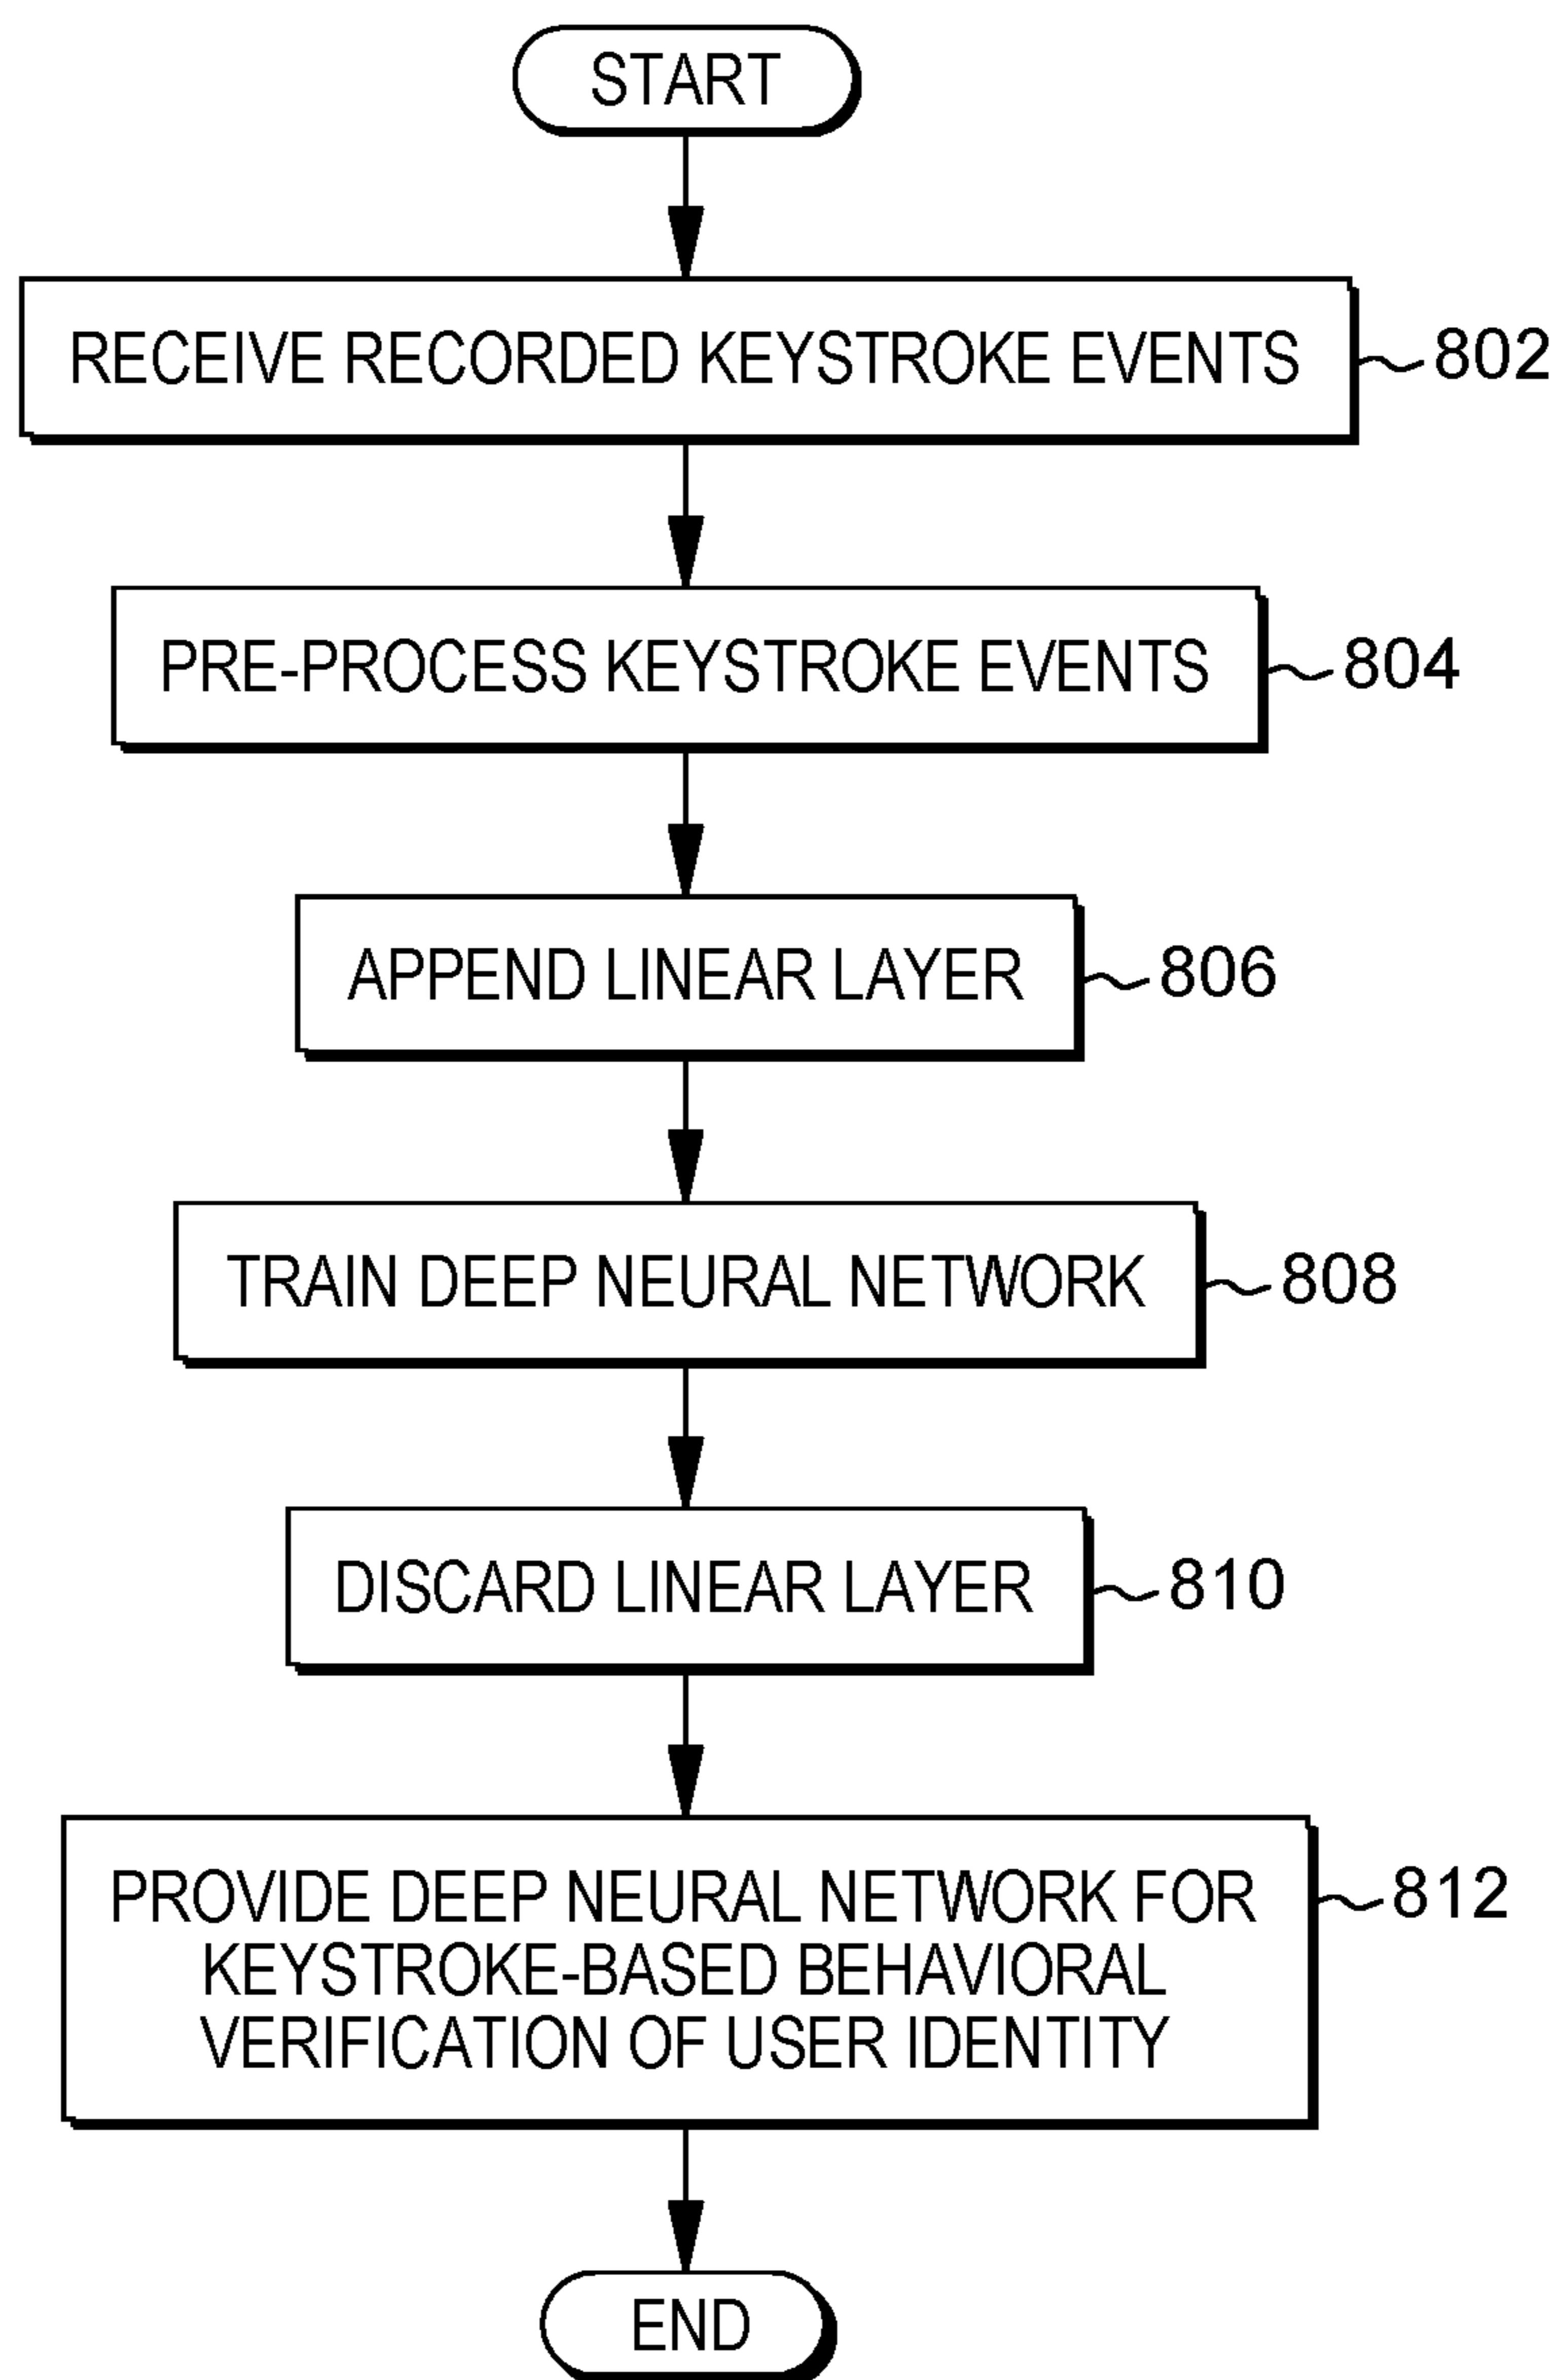 START
RECEIVE RECORDED KEYSTROKE EVENTS
802
PRE-PROCESS KEYSTROKE EVENTS
804
APPEND LINEAR LAYER
806
TRAIN DEEP NEURAL NETWORK
808
DISCARD LINEAR LAYER
810
PROVIDE DEEP NEURAL NETWORK FOR
KEYSTROKE-BASED BEHAVIORAL
VERIFICATION OF USER IDENTITY
812
END